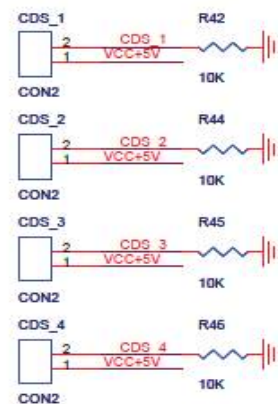 CDS_1 R42
2 CDS_1
1 VCC+5V
CON2 10K
CDS_2 R44
2 CDS_2
1 VCC+5V
CON2 10K
CDS_3 R45
2 CDS_3
1 VCC+5V
CON2 10K
CDS_4 R46
2 CDS_4
1 VCC+5V
CON2 10K